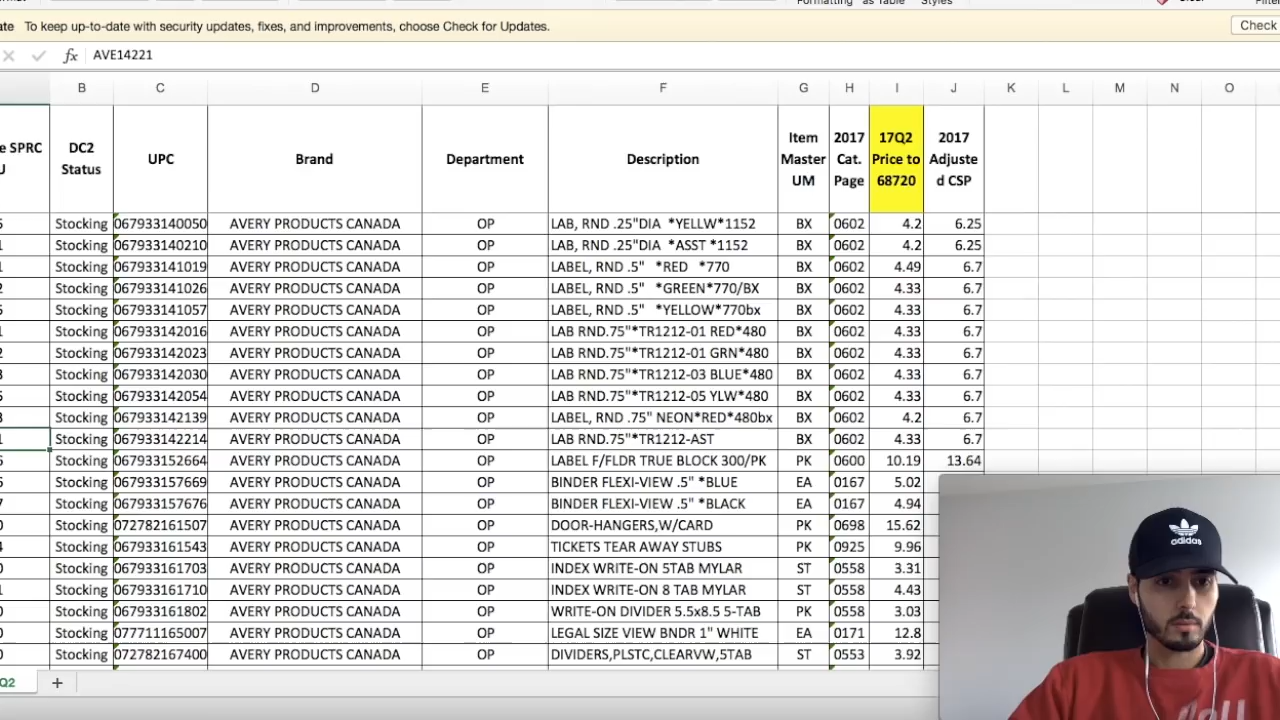 Formatting as Table Styles
To keep up-to-date with security updates, fixes, and improvements, choose Check for Updates. Check
fx AVE14221
B C D E F G H I J K L M N O
SPRC DC2 Status UPC Brand Department Description Item Master UM 2017 Cat. Page 17Q2 Price to 68720 2017 Adjuste d CSP
Stocking 067933140050 AVERY PRODUCTS CANADA OP LAB, RND .25"DIA *YELLW*1152 BX 0602 4.2 6.25
Stocking 067933140210 AVERY PRODUCTS CANADA OP LAB, RND .25"DIA *ASST *1152 BX 0602 4.2 6.25
Stocking 067933141019 AVERY PRODUCTS CANADA OP LABEL, RND .5" *RED *770 BX 0602 4.49 6.7
Stocking 067933141026 AVERY PRODUCTS CANADA OP LABEL, RND .5" *GREEN*770/BX BX 0602 4.33 6.7
Stocking 067933141057 AVERY PRODUCTS CANADA OP LABEL, RND .5" *YELLOW*770bx BX 0602 4.33 6.7
Stocking 067933142016 AVERY PRODUCTS CANADA OP LAB RND.75"*TR1212-01 RED*480 BX 0602 4.33 6.7
Stocking 067933142023 AVERY PRODUCTS CANADA OP LAB RND.75"*TR1212-01 GRN*480 BX 0602 4.33 6.7
Stocking 067933142030 AVERY PRODUCTS CANADA OP LAB RND.75"*TR1212-03 BLUE*480 BX 0602 4.33 6.7
Stocking 067933142054 AVERY PRODUCTS CANADA OP LAB RND.75"*TR1212-05 YLW*480 BX 0602 4.33 6.7
Stocking 067933142139 AVERY PRODUCTS CANADA OP LABEL, RND .75" NEON*RED*480bx BX 0602 4.2 6.7
Stocking 067933142214 AVERY PRODUCTS CANADA OP LAB RND.75"*TR1212-AST BX 0602 4.33 6.7
Stocking 067933152664 AVERY PRODUCTS CANADA OP LABEL F/FLDR TRUE BLOCK 300/PK PK 0600 10.19 13.64
Stocking 067933157669 AVERY PRODUCTS CANADA OP BINDER FLEXI-VIEW .5" *BLUE EA 0167 5.02
Stocking 067933157676 AVERY PRODUCTS CANADA OP BINDER FLEXI-VIEW .5" *BLACK EA 0167 4.94
Stocking 072782161507 AVERY PRODUCTS CANADA OP DOOR-HANGERS,W/CARD PK 0698 15.62
Stocking 067933161543 AVERY PRODUCTS CANADA OP TICKETS TEAR AWAY STUBS PK 0925 9.96
Stocking 067933161703 AVERY PRODUCTS CANADA OP INDEX WRITE-ON 5TAB MYLAR ST 0558 3.31
Stocking 067933161710 AVERY PRODUCTS CANADA OP INDEX WRITE-ON 8 TAB MYLAR ST 0558 4.43
Stocking 067933161802 AVERY PRODUCTS CANADA OP WRITE-ON DIVIDER 5.5x8.5 5-TAB PK 0558 3.03
Stocking 077711165007 AVERY PRODUCTS CANADA OP LEGAL SIZE VIEW BNDR 1" WHITE EA 0171 12.8
Stocking 072782167400 AVERY PRODUCTS CANADA OP DIVIDERS,PLSTC,CLEARVW,5TAB ST 0553 3.92
Q2 +
adidas